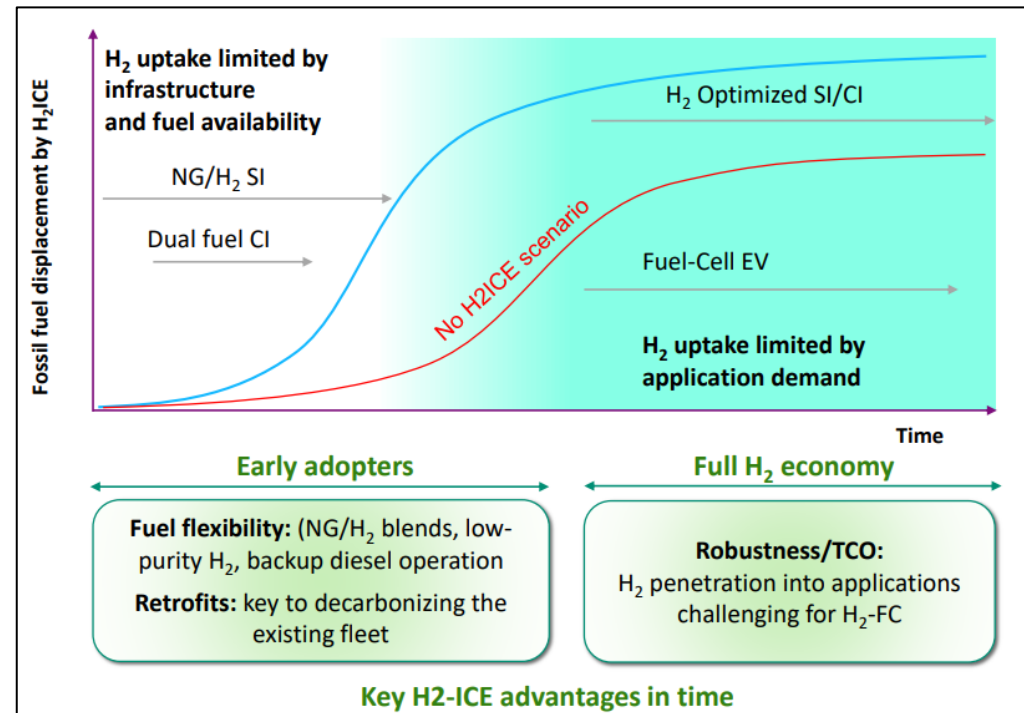 Fossil fuel displacement by H₂ICE
H₂ uptake limited by
infrastructure
and fuel availability
H₂ Optimized SI/CI
NG/H₂ SI
Dual fuel CI
No H2ICE scenario
Fuel-Cell EV
H₂ uptake limited by
application demand
Time
Early adopters
Full H₂ economy
Fuel flexibility: (NG/H₂ blends, low-
purity H₂, backup diesel operation
Retrofits: key to decarbonizing the
existing fleet
Robustness/TCO:
H₂ penetration into applications
challenging for H₂-FC
Key H2-ICE advantages in time